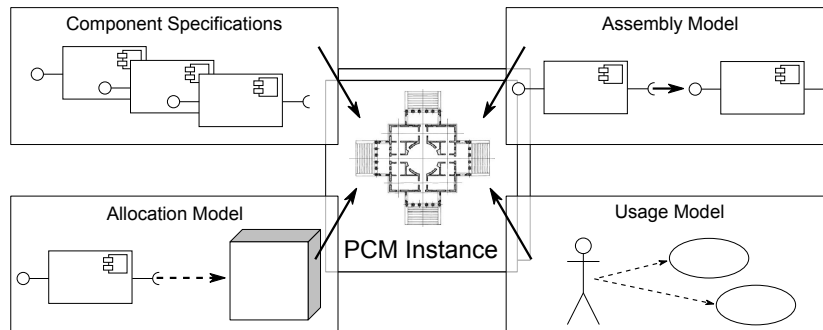 Component Specifications
Assembly Model
Allocation Model
Usage Model
PCM Instance